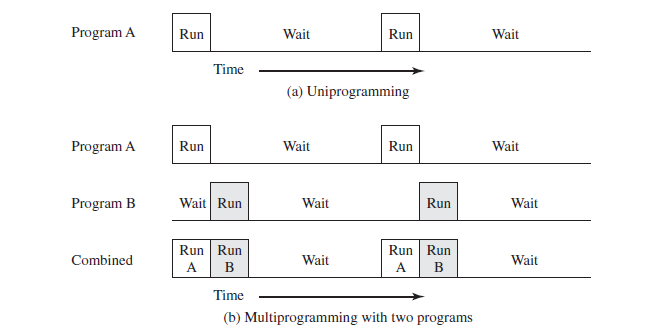 Program A Run Wait Run Wait
Time
(a) Uniprogramming
Program A Run Wait Run Wait
Program B Wait Run Wait Run Wait
Combined Run A Run B Wait Run A Run B Wait
Time
(b) Multiprogramming with two programs